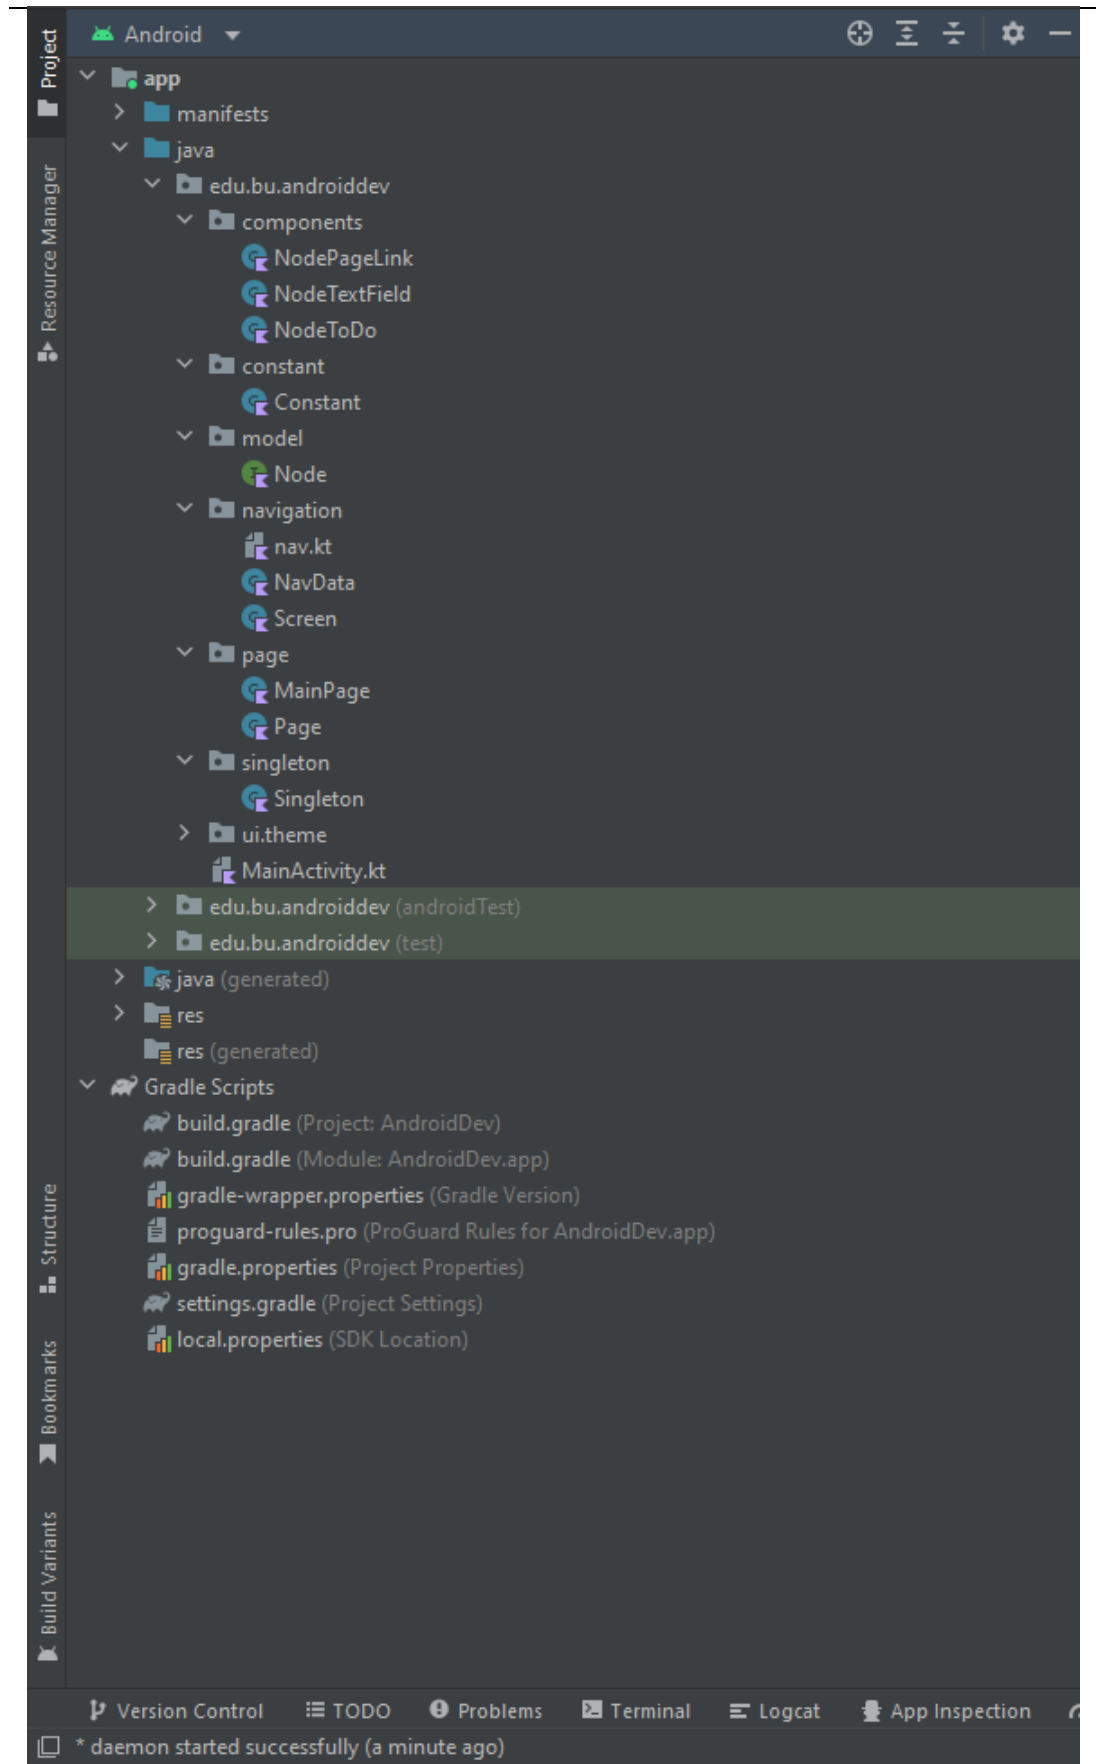 Android
app
manifests
java
edu.bu.androiddev
components
NodePageLink
NodeTextField
NodeToDo
constant
Constant
model
Node
navigation
nav.kt
NavData
Screen
page
MainPage
Page
singleton
Singleton
ui.theme
MainActivity.kt
edu.bu.androiddev (androidTest)
edu.bu.androiddev (test)
java (generated)
res
res (generated)
Gradle Scripts
build.gradle (Project: AndroidDev)
build.gradle (Module: AndroidDev.app)
gradle-wrapper.properties (Gradle Version)
proguard-rules.pro (ProGuard Rules for AndroidDev.app)
gradle.properties (Project Properties)
settings.gradle (Project Settings)
local.properties (SDK Location)
Project
Resource Manager
Structure
Bookmarks
Build Variants
Version Control TODO Problems Terminal Logcat App Inspection
* daemon started successfully (a minute ago)